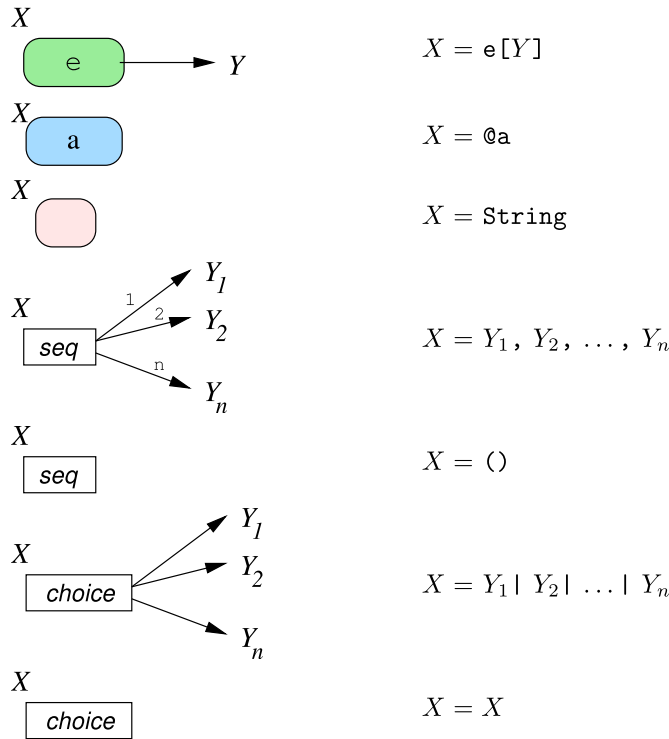 X
e Y X = e[Y]
X
a X = @a
X
X = String
X
1 Y1
2 Y2
seq X = Y1, Y2, ..., Yn
n Yn
X
seq X = ()
X
Y1
Y2
choice X = Y1| Y2| ...| Yn
Yn
X
choice X = X